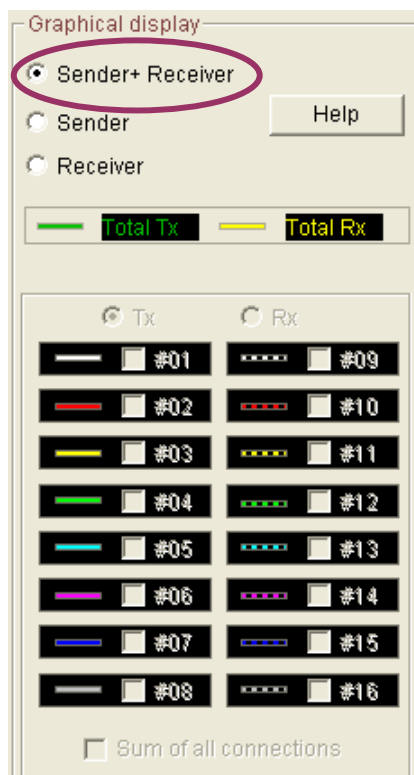 Graphical display
Sender+ Receiver
Sender
Help
Receiver
Total Tx Total Rx
Tx Rx
#01 #09
#02 #10
#03 #11
#04 #12
#05 #13
#06 #14
#07 #15
#08 #16
Sum of all connections